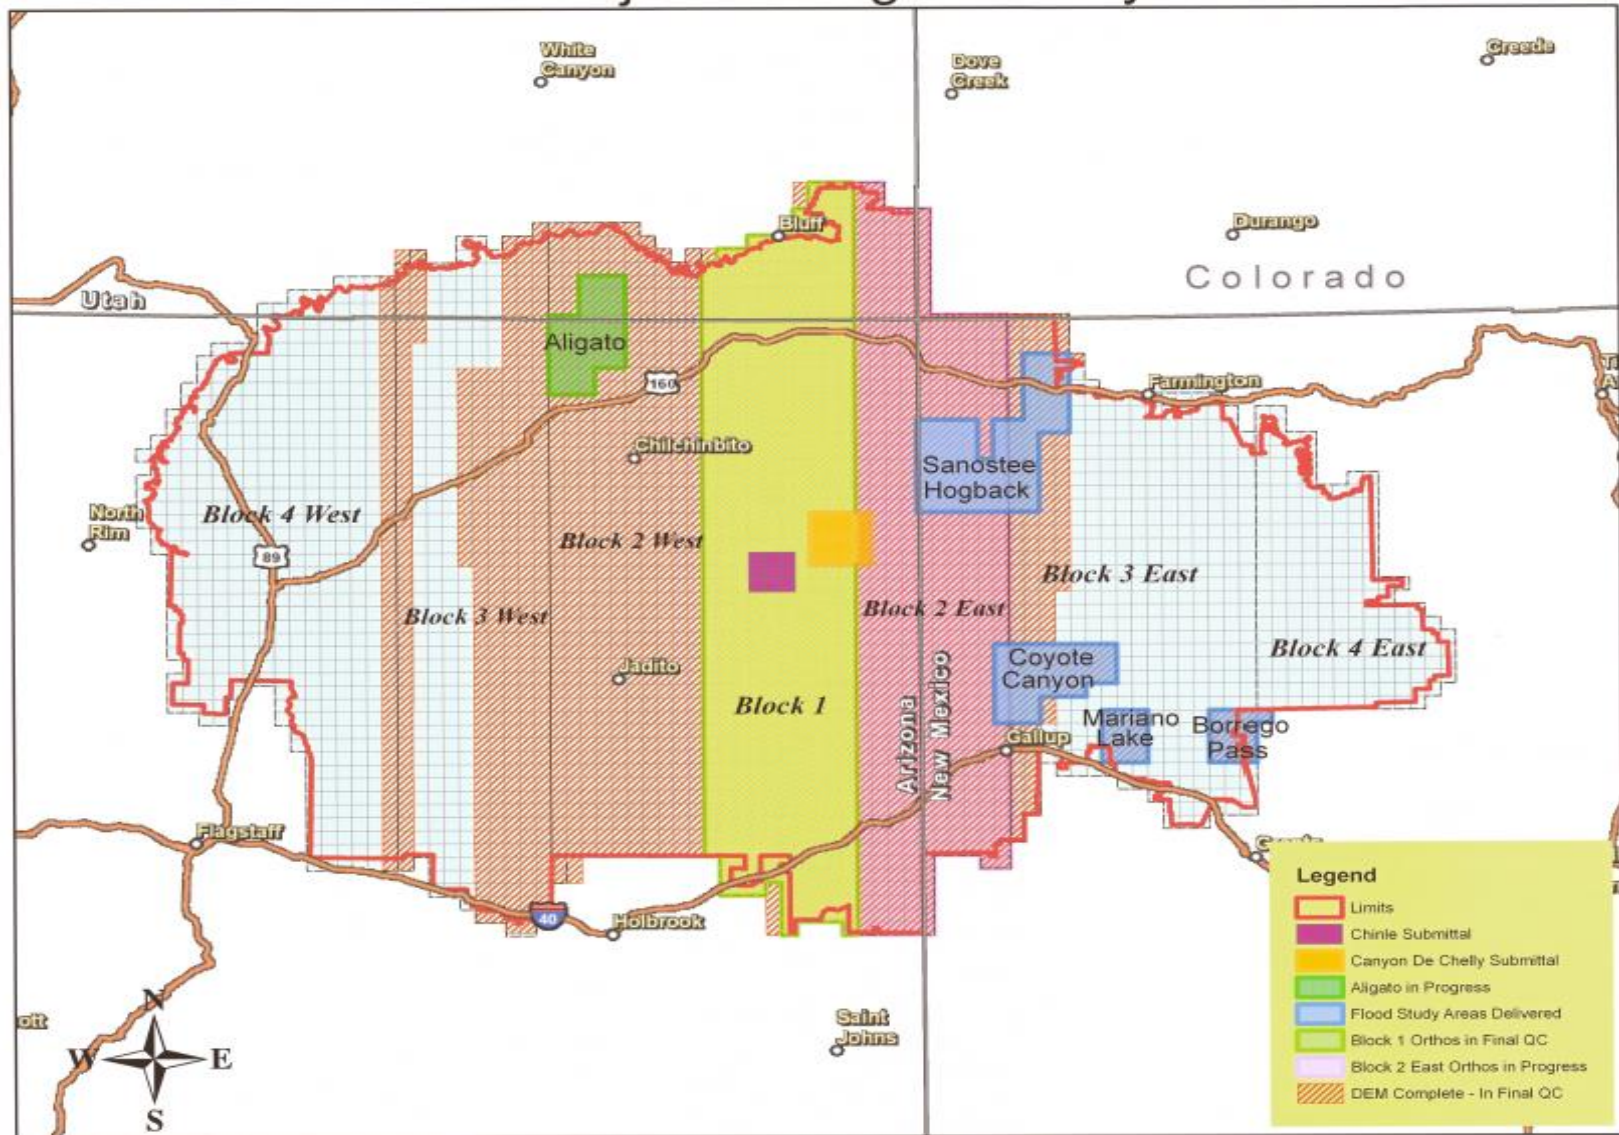 White
Canyon
Dove
Creek
Creede
Bluff
Durango
Colorado
Utah
Aligato
160
Farmington
Chilchinbito
Sanostee
Hogback
North
Rim
Block 4 West
89
Block 2 West
Block 3 East
Block 3 West
Block 2 East
Block 4 East
Jadito
Coyote
Canyon
Block 1
Arizona
New Mexico
Mariano
Lake
Borrego
Pass
Gallup
Flagstaff
40
Holbrook
Saint
Johns
ott
N
W
E
S
Legend
Limits
Chinle Submittal
Canyon De Chelly Submittal
Aligato in Progress
Flood Study Areas Delivered
Block 1 Orthos in Final QC
Block 2 East Orthos in Progress
DEM Complete - In Final QC